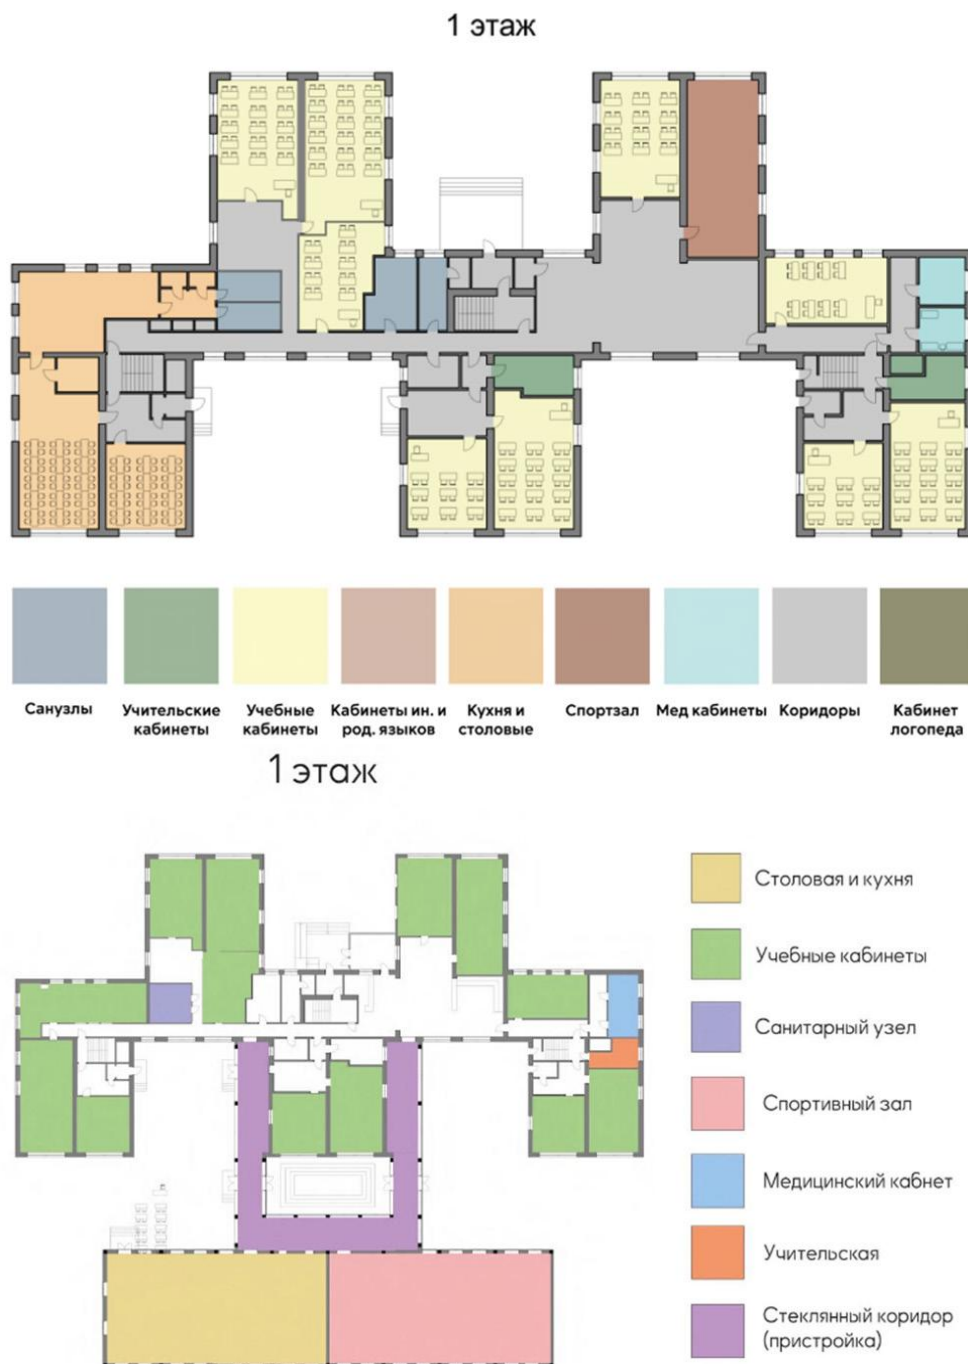 1 этаж
Санузлы
Учительские
кабинеты
Учебные
кабинеты
Кабинеты ин. и
род. языков
Кухня и
столовые
Спортзал
Мед кабинеты
Коридоры
Кабинет
логопеда
1 этаж
Столовая и кухня
Учебные кабинеты
Санитарный узел
Спортивный зал
Медицинский кабнет
Учительская
Стеклянный коридор
(пристройка)